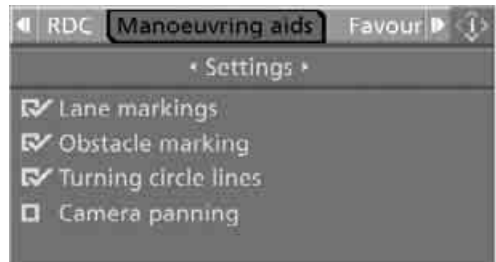 RDC Manoeuvring aids Favour
Settings
Lane markings
Obstacle marking
Turning circle lines
Camera panning